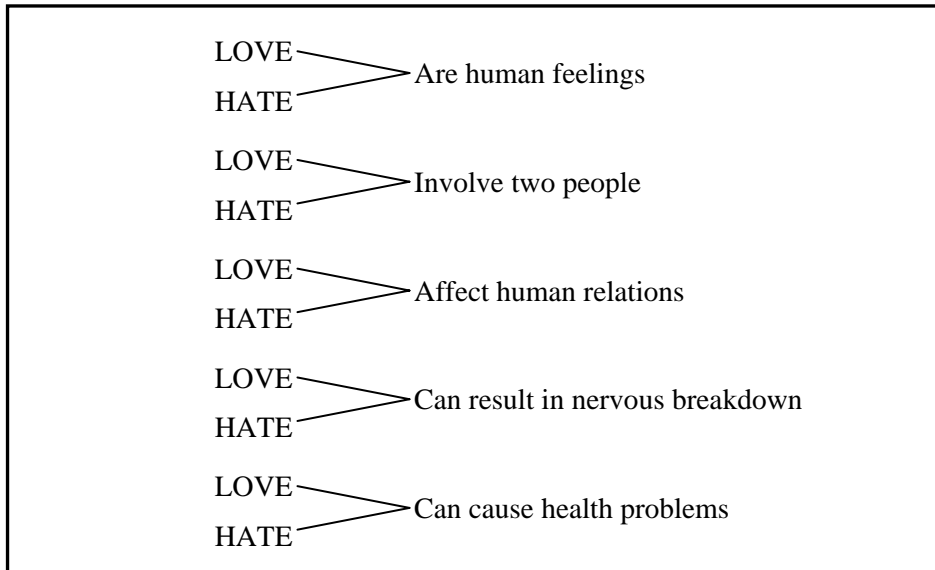 LOVE
Are human feelings
HATE
LOVE
Involve two people
HATE
LOVE
Affect human relations
HATE
LOVE
Can result in nervous breakdown
HATE
LOVE
Can cause health problems
HATE